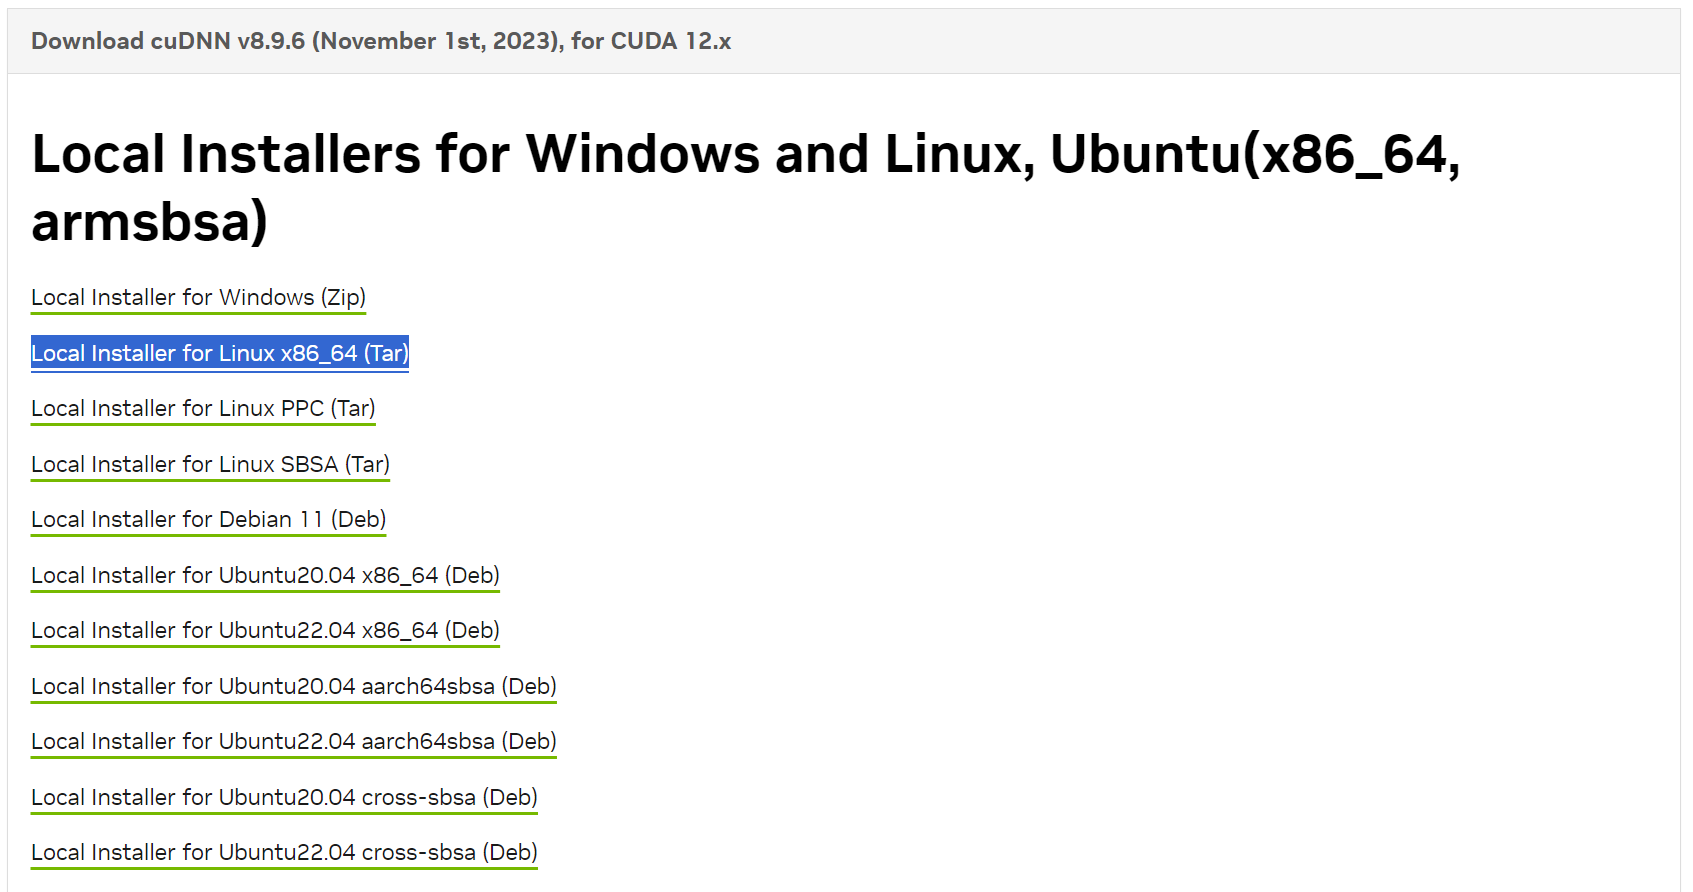 Download cuDNN v8.9.6 (November 1st, 2023), for CUDA 12.x
Local Installers for Windows and Linux, Ubuntu(x86_64,
armsbsa)
Local Installer for Windows (Zip)
Local Installer for Linux x86_64 (Tar)
Local Installer for Linux PPC (Tar)
Local Installer for Linux SBSA (Tar)
Local Installer for Debian 11 (Deb)
Local Installer for Ubuntu20.04 x86_64 (Deb)
Local Installer for Ubuntu22.04 x86_64 (Deb)
Local Installer for Ubuntu20.04 aarch64sbsa (Deb)
Local Installer for Ubuntu22.04 aarch64sbsa (Deb)
Local Installer for Ubuntu20.04 cross-sbsa (Deb)
Local Installer for Ubuntu22.04 cross-sbsa (Deb)